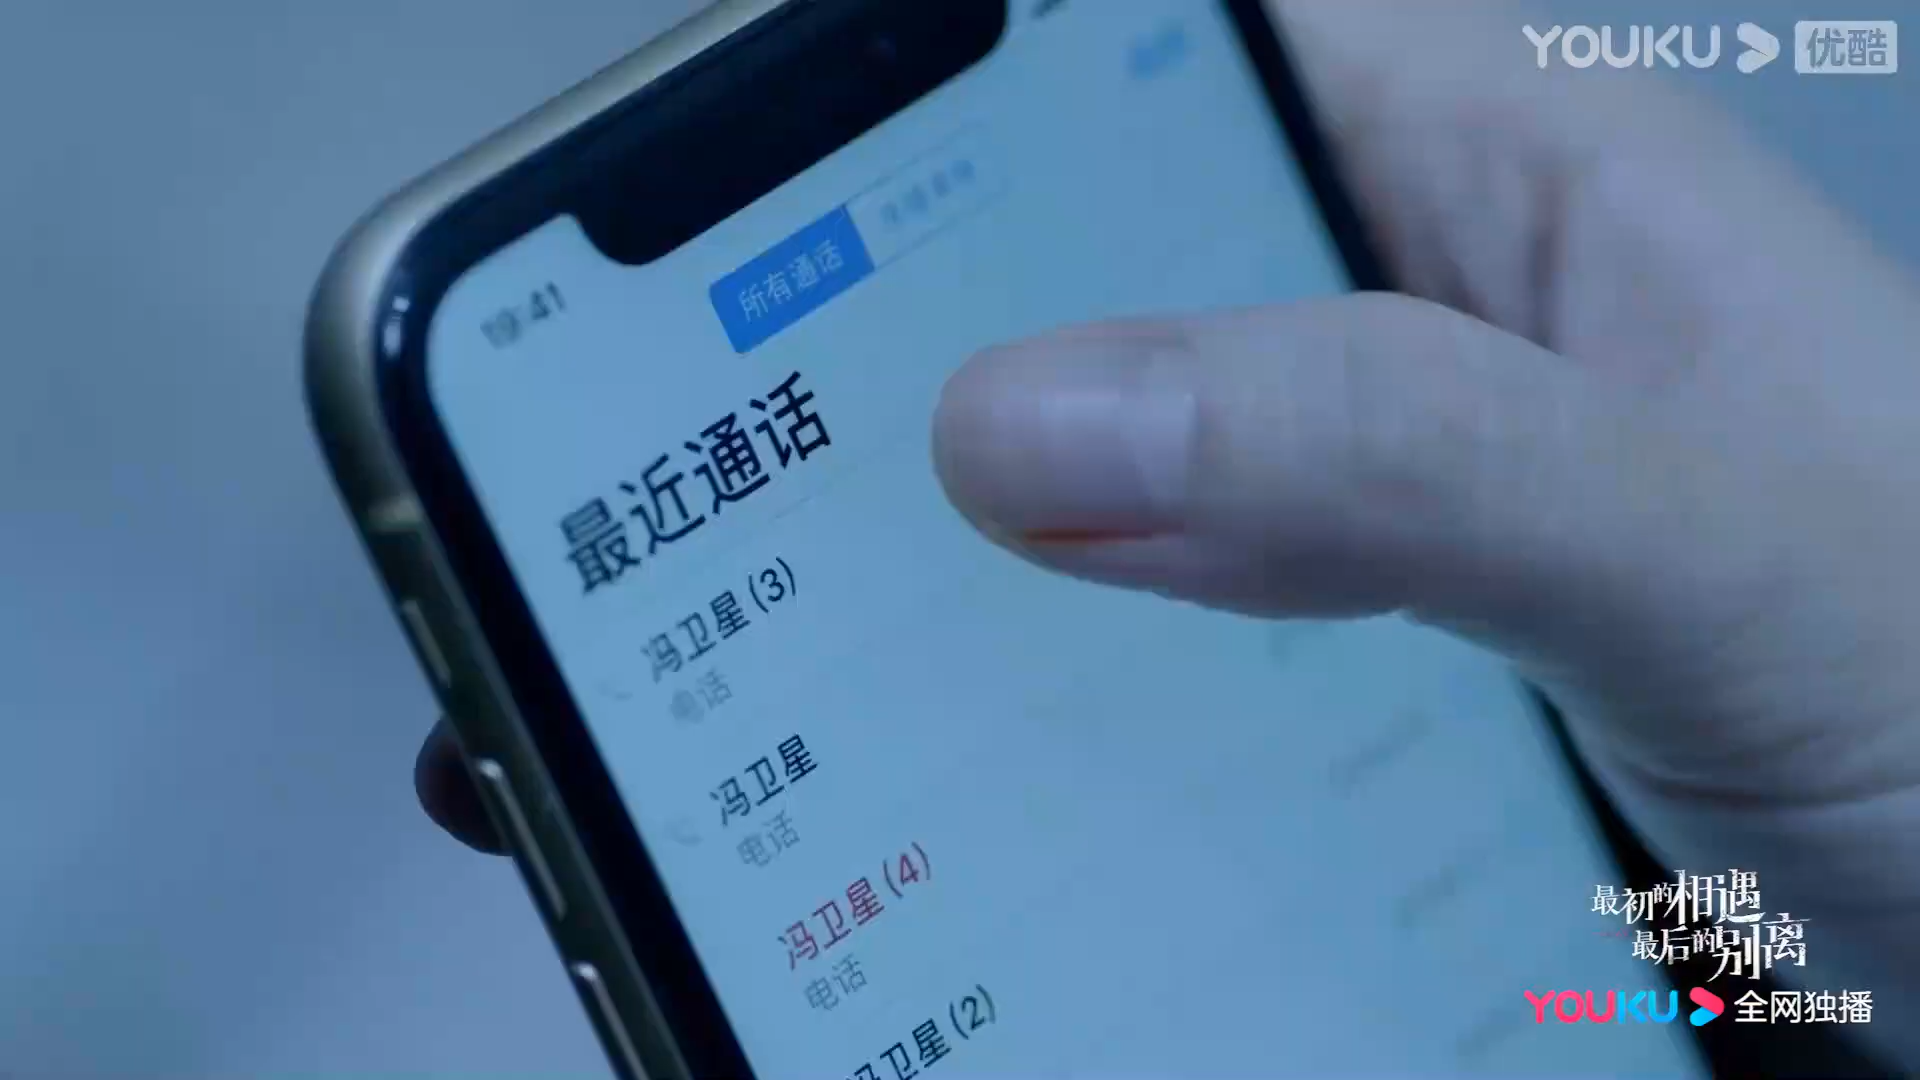 YOUKU 优酷
19:41
所有通话
最近通话
冯卫星(3)
电话
冯卫星
电话
冯卫星(4)
电话
冯卫星(2)
最初的相遇
最后的别离
YOUKU 全网独播